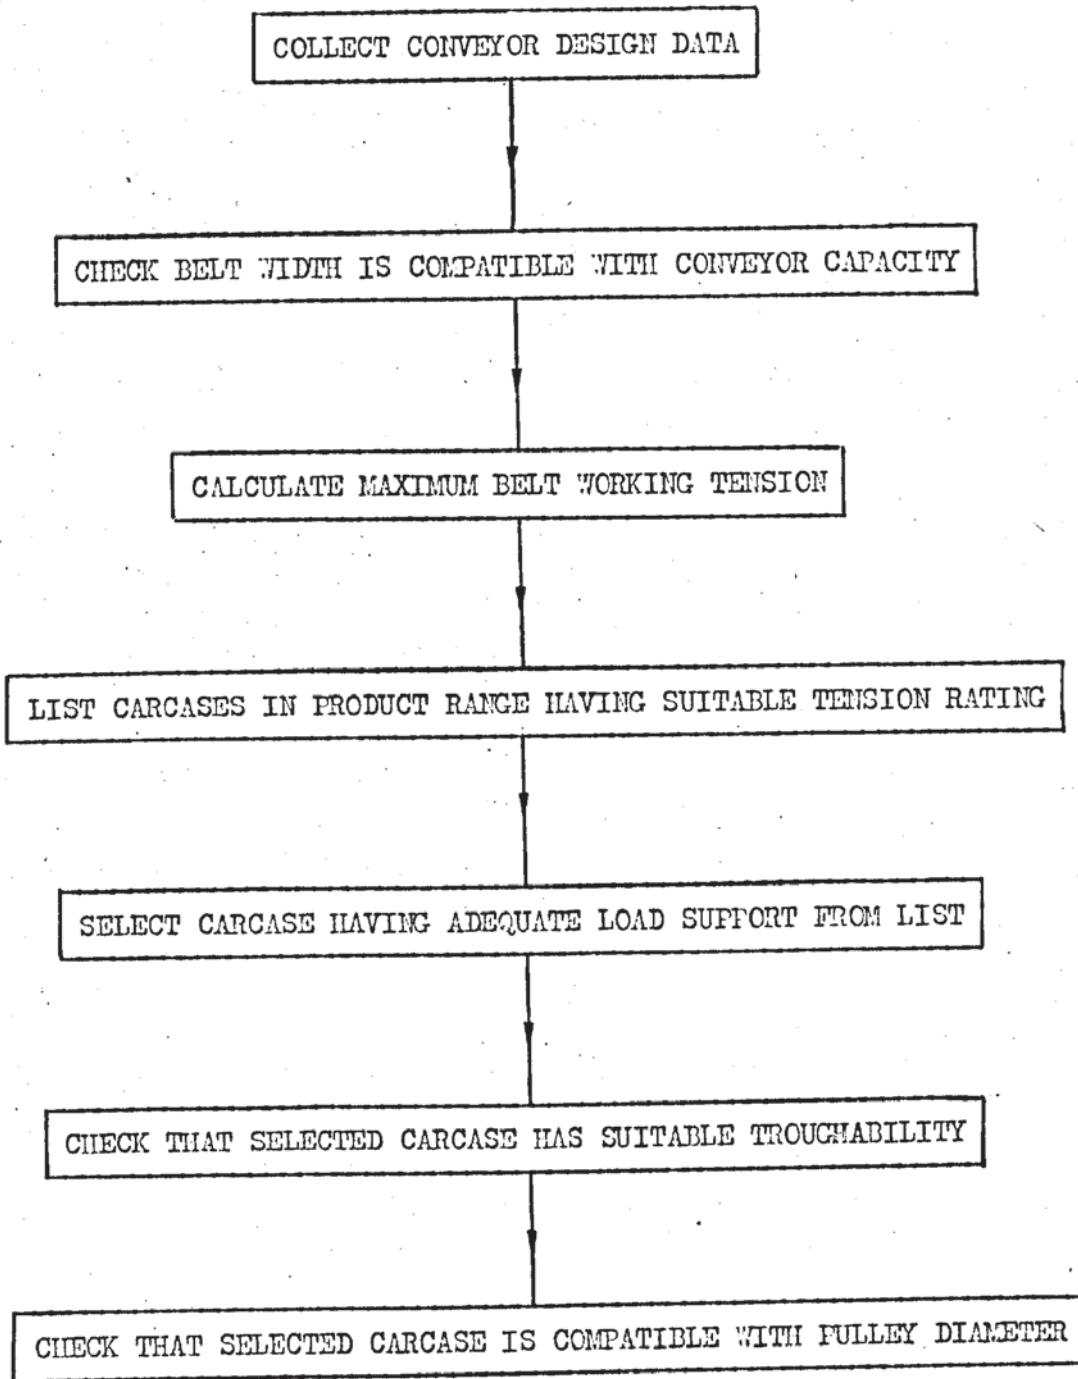 COLLECT CONVEYOR DESIGN DATA
CHECK BELT WIDTH IS COMPATIBLE WITH CONVEYOR CAPACITY
CALCULATE MAXIMUM BELT WORKING TENSION
LIST CARCASES IN PRODUCT RANGE HAVING SUITABLE TENSION RATING
SELECT CARCASE HAVING ADEQUATE LOAD SUPPORT FROM LIST
CHECK THAT SELECTED CARCASE HAS SUITABLE TROUGHABILITY
CHECK THAT SELECTED CARCASE IS COMPATIBLE WITH PULLEY DIAMETER